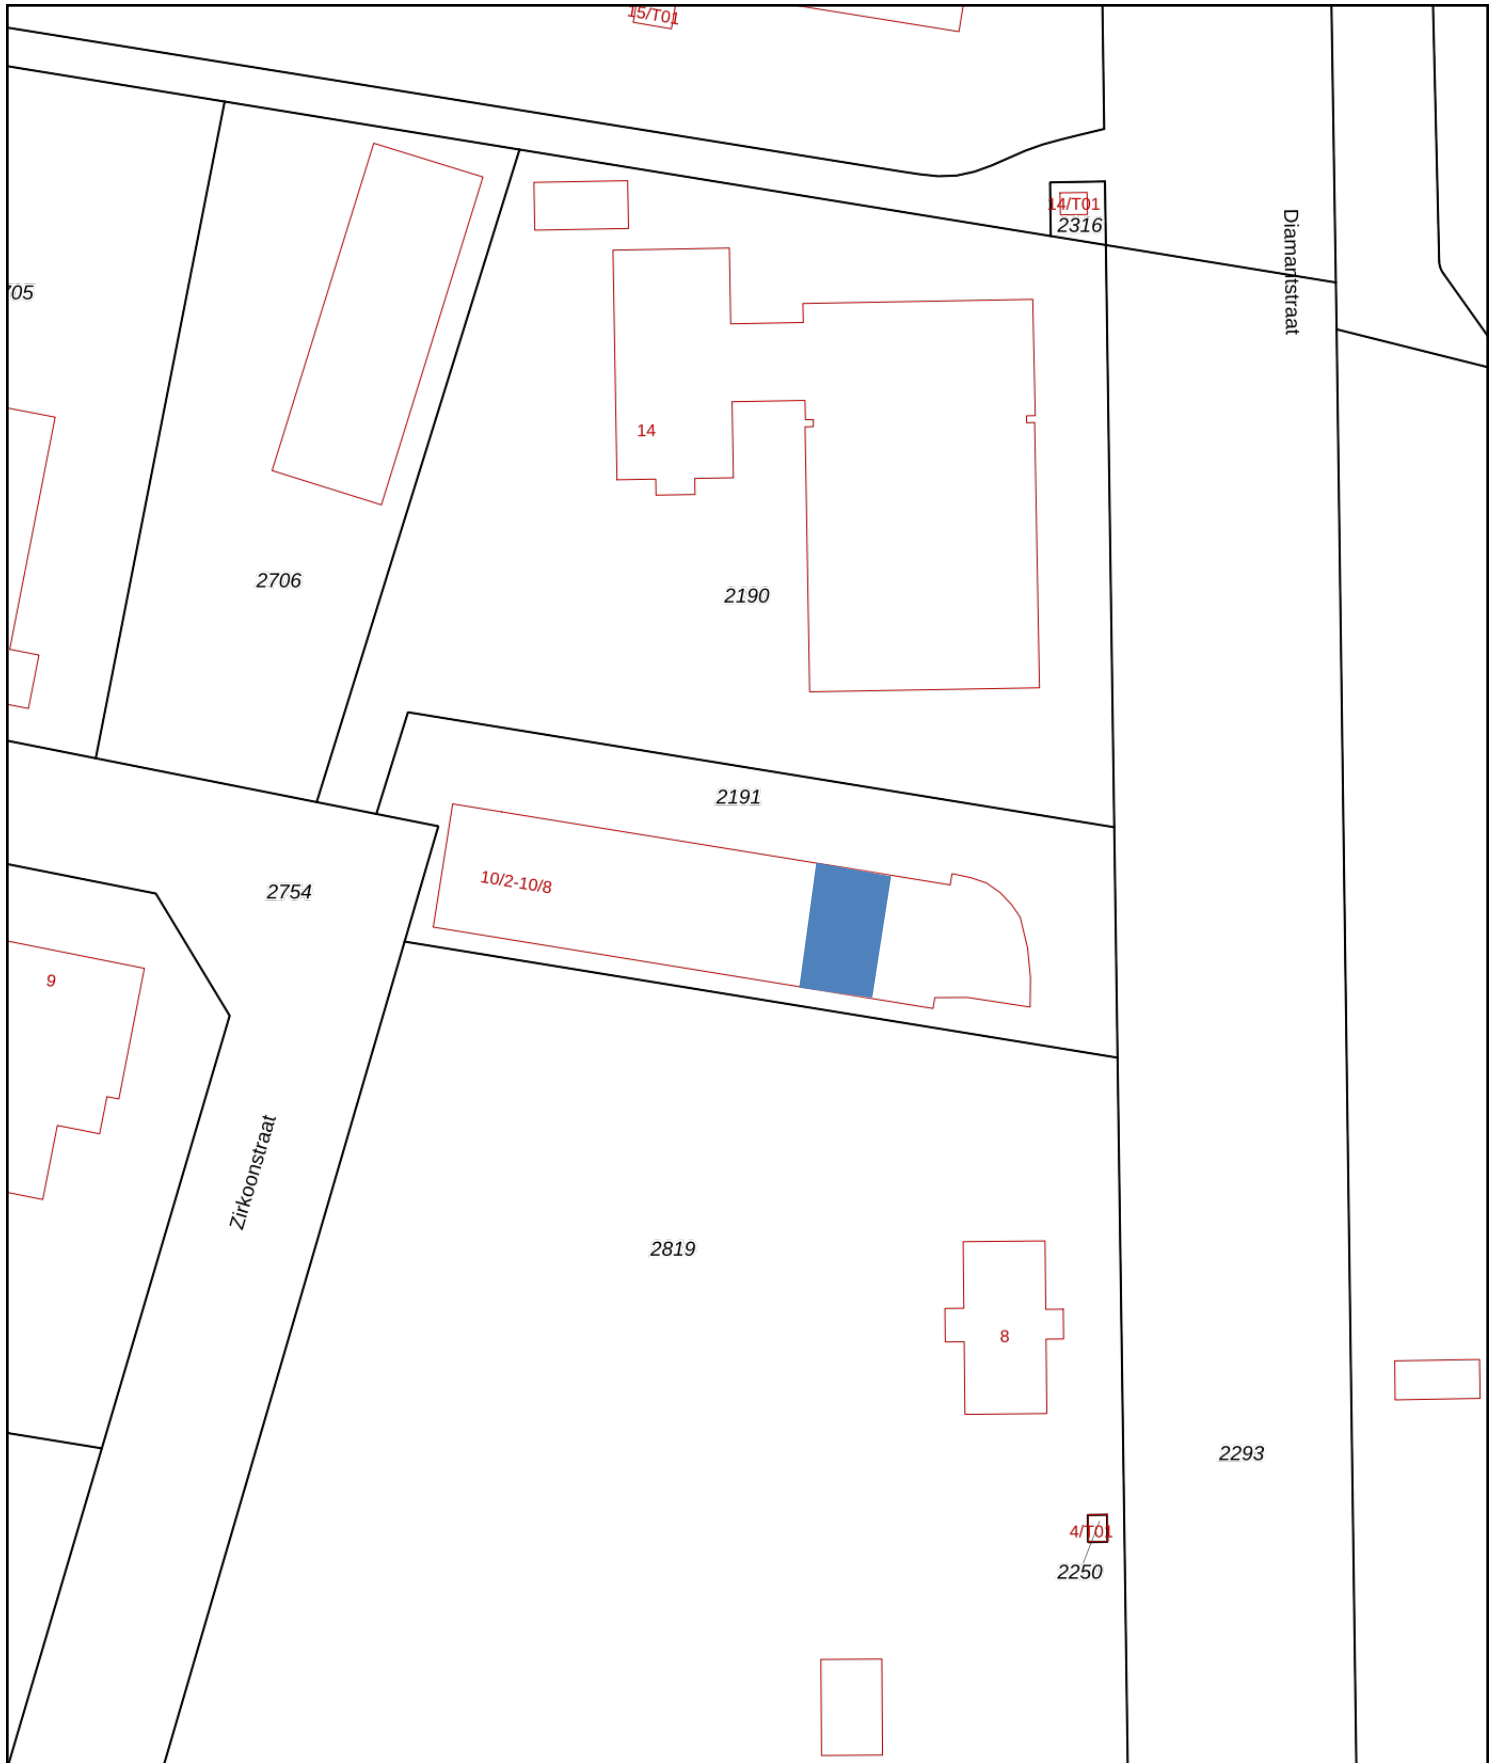 15/T01
14/T01
2316
Diamantstraat
705
14
2706
2190
2191
10/2-10/8
2754
9
Zirkoonstraat
2819
8
2293
4/T01
2250